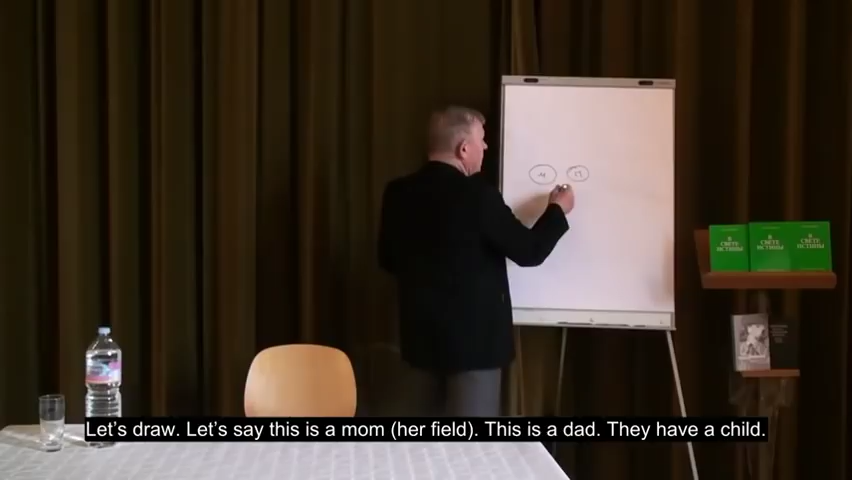 М
П
В
СВЕТЕ
ИСТИНЫ
В
СВЕТЕ
ИСТИНЫ
В
СВЕТЕ
ИСТИНЫ
Let's draw. Let's say this is a mom (her field). This is a dad. They have a child.